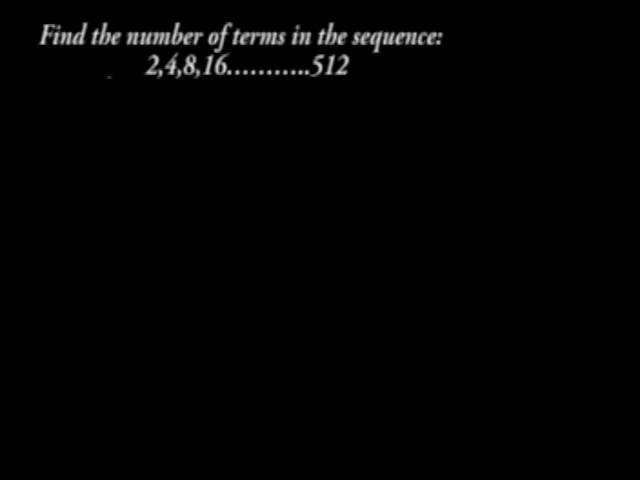 Find the number of terms in the sequence:
2,4,8,16...........512